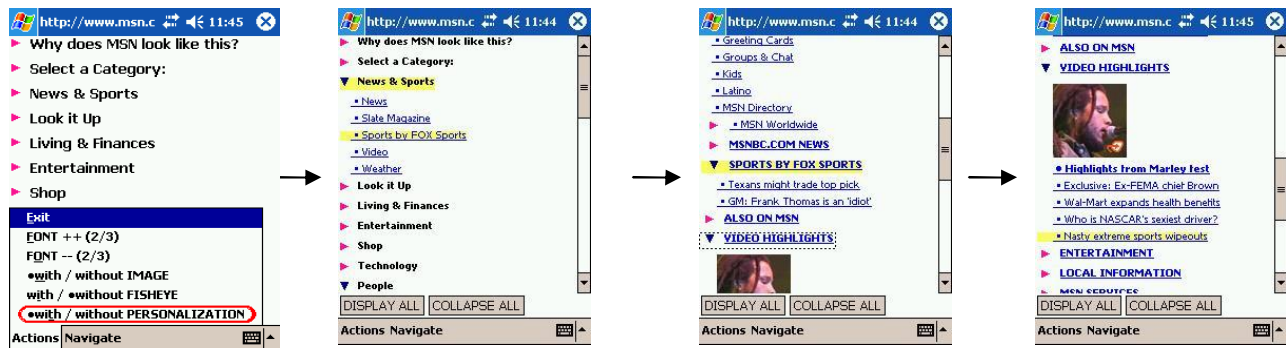 http://www.msn.c 11:45
Why does MSN look like this?
Select a Category:
News & Sports
Look it Up
Living & Finances
Entertainment
Shop
Exit
FONT ++ (2/3)
FONT -- (2/3)
•with / without IMAGE
with / •without FISHEYE
•with / without PERSONALIZATION
Actions Navigate
http://www.msn.c 11:44
Why does MSN look like this?
Select a Category:
News & Sports
▪ News
▪ Slate Magazine
▪ Sports by FOX Sports
▪ Video
▪ Weather
Look it Up
Living & Finances
Entertainment
Shop
Technology
People
DISPLAY ALL COLLAPSE ALL
Actions Navigate
http://www.msn.c 11:44
▪ Greeting Cards
▪ Groups & Chat
▪ Kids
▪ Latino
▪ MSN Directory
▪ MSN Worldwide
MSNBC.COM NEWS
SPORTS BY FOX SPORTS
▪ Texans might trade top pick
▪ GM: Frank Thomas is an 'idiot'
ALSO ON MSN
VIDEO HIGHLIGHTS
DISPLAY ALL COLLAPSE ALL
Actions Navigate
http://www.msn.c 11:45
ALSO ON MSN
VIDEO HIGHLIGHTS
• Highlights from Marley fest
▪ Exclusive: Ex-FEMA chief Brown
▪ Wal-Mart expands health benefits
▪ Who is NASCAR's sexiest driver?
▪ Nasty extreme sports wipeouts
ENTERTAINMENT
LOCAL INFORMATION
MSN SERVICES
DISPLAY ALL COLLAPSE ALL
Actions Navigate